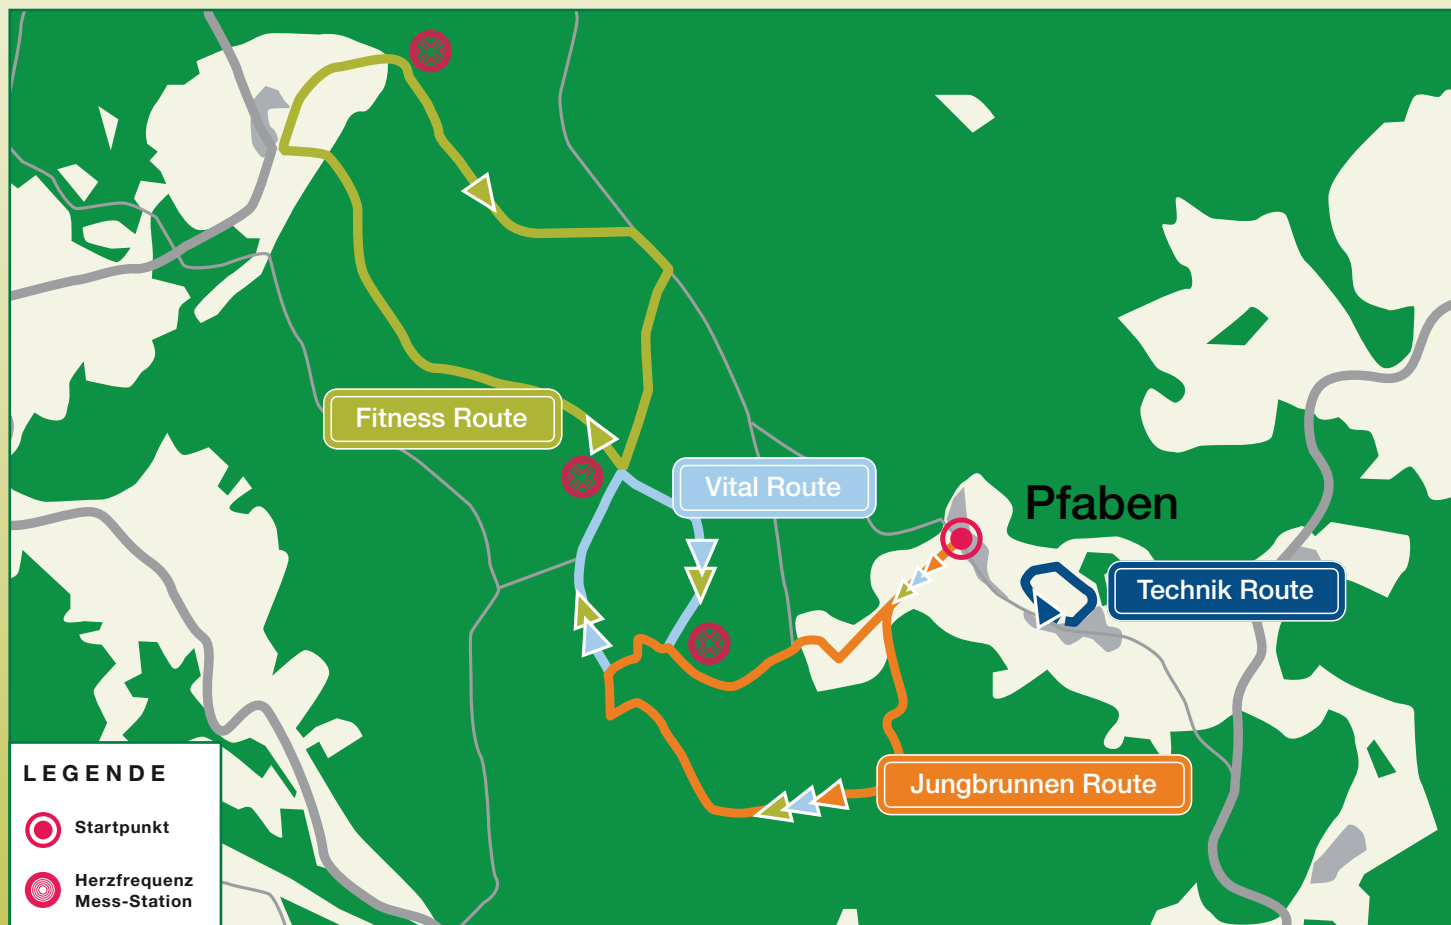 Fitness Route
Vital Route
Pfaben
Technik Route
Jungbrunnen Route
LEGENDE
Startpunkt
Herzfrequenz
Mess-Station